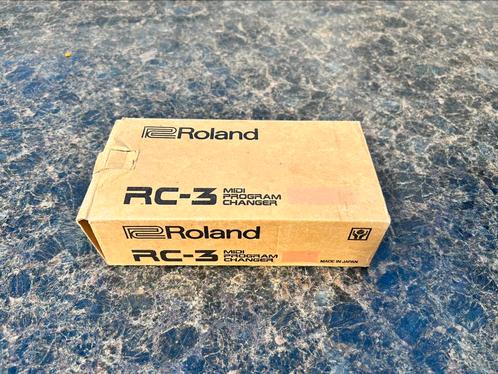 Roland
RC-3 MIDI
PROGRAM
CHANGER
Roland
RC-3 MIDI
PROGRAM
CHANGER
MADE IN JAPAN